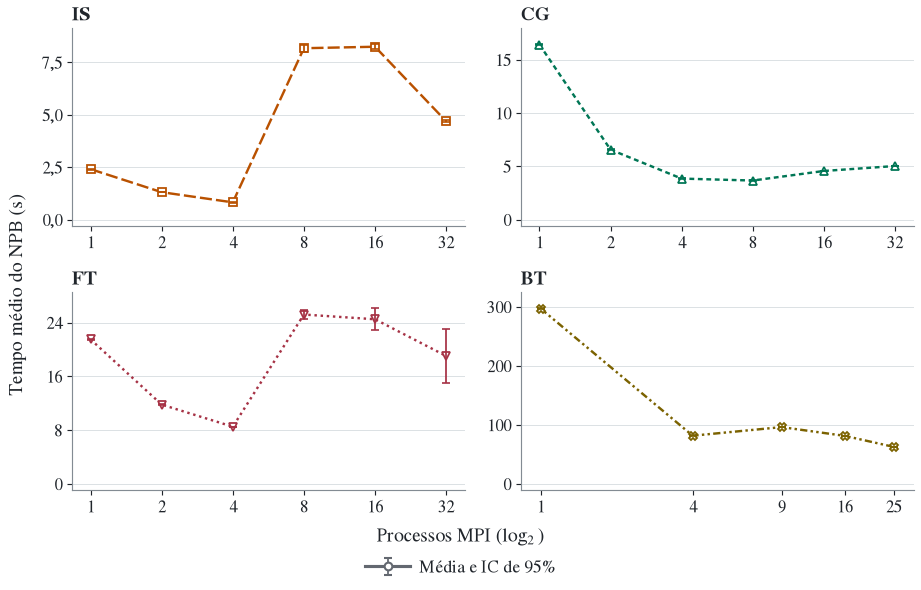 IS
CG
7,5
5,0
2,5
0,0
1 2 4 8 16 32
15
10
5
0
1 2 4 8 16 32
Tempo médio do NPB (s)
FT
BT
24
16
8
0
1 2 4 8 16 32
300
200
100
0
1 4 9 16 25
Processos MPI (log₂ )
Média e IC de 95%